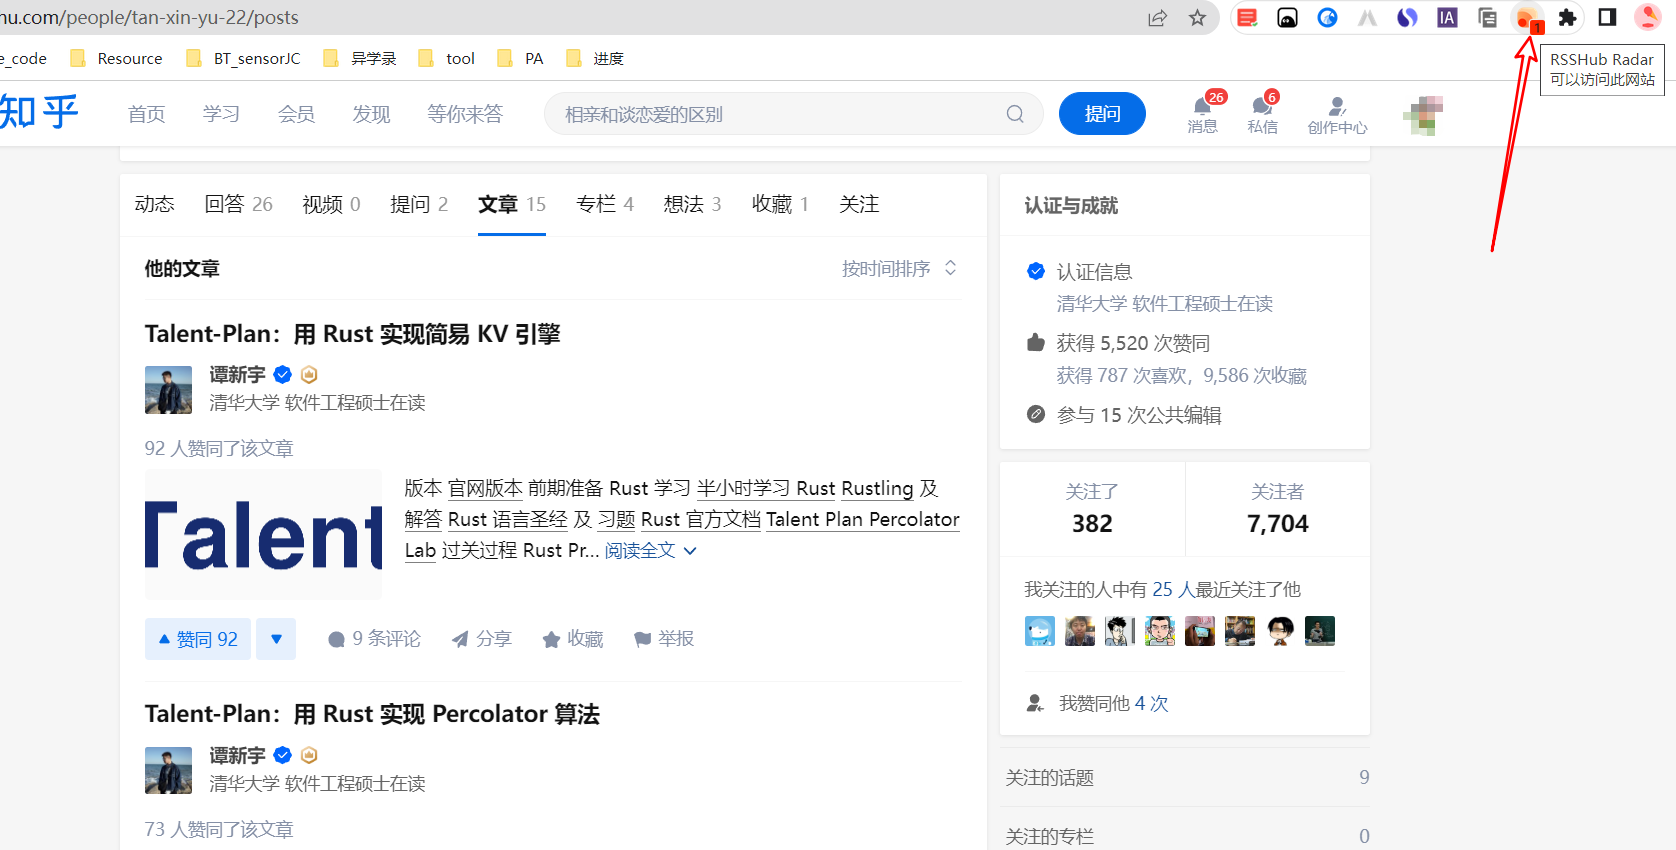 hu.com/people/tan-xin-yu-22/posts
IA
1
e_code Resource BT_sensorJC 异学录 tool PA 进度
RSSHub Radar
可以访问此网站
知乎 首页 学习 会员 发现 等你来答 相亲和谈恋爱的区别 提问 26 消息 6 私信 创作中心
动态 回答 26 视频 0 提问 2 文章 15 专栏 4 想法 3 收藏 1 关注
他的文章 按时间排序
Talent-Plan：用 Rust 实现简易 KV 引擎
谭新宇
清华大学 软件工程硕士在读
92 人赞同了该文章
Talent
版本 官网版本 前期准备 Rust 学习 半小时学习 Rust Rustling 及
解答 Rust 语言圣经 及 习题 Rust 官方文档 Talent Plan Percolator
Lab 过关过程 Rust Pr... 阅读全文
赞同 92 9 条评论 分享 收藏 举报
Talent-Plan：用 Rust 实现 Percolator 算法
谭新宇
清华大学 软件工程硕士在读
73 人赞同了该文章
认证与成就
认证信息
清华大学 软件工程硕士在读
获得 5,520 次赞同
获得 787 次喜欢，9,586 次收藏
参与 15 次公共编辑
关注了 关注者
382 7,704
我关注的人中有 25 人最近关注了他
我赞同他 4 次
关注的话题 9
关注的专栏 0